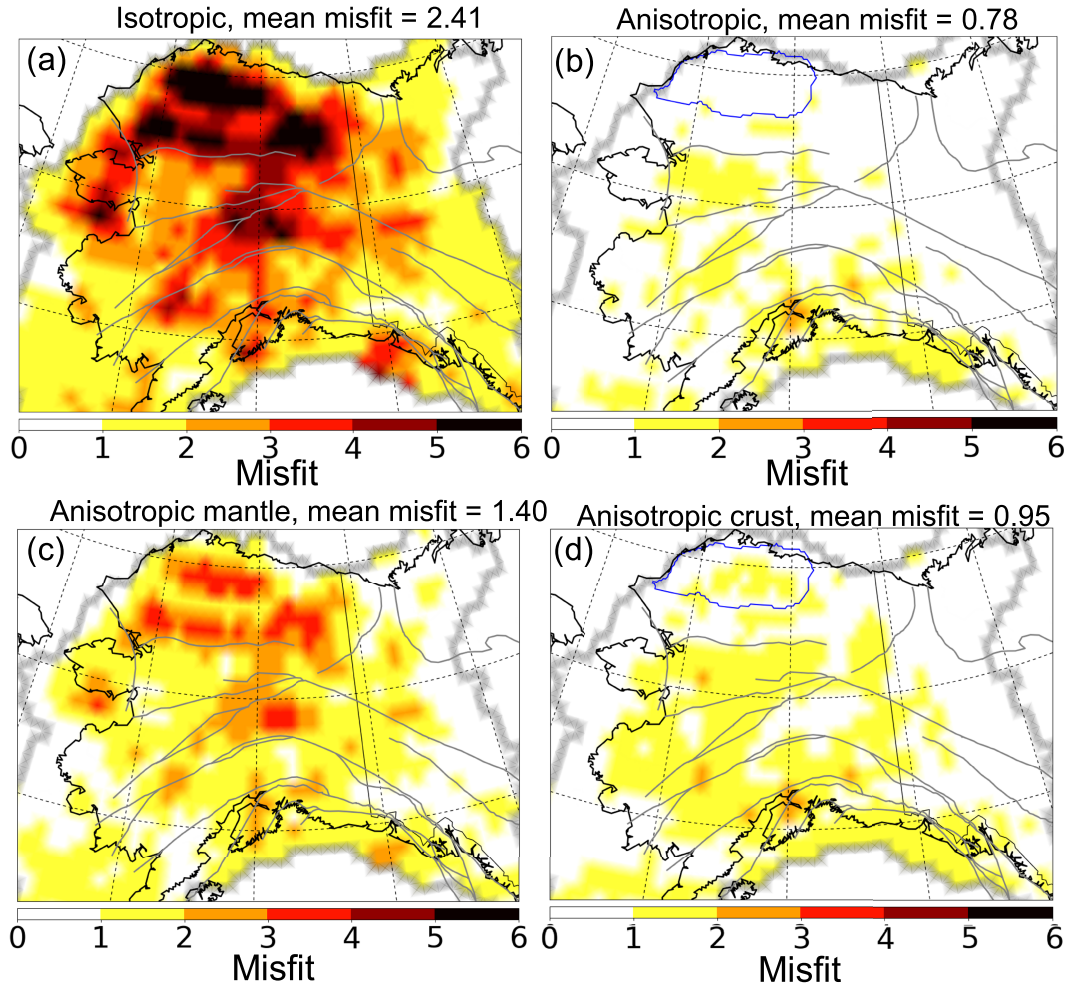 Isotropic, mean misfit = 2.41
Anisotropic, mean misfit = 0.78
(a)
(b)
0 1 2 3 4 5 6
0 1 2 3 4 5 6
Misfit
Misfit
Anisotropic mantle, mean misfit = 1.40
Anisotropic crust, mean misfit = 0.95
(c)
(d)
0 1 2 3 4 5 6
0 1 2 3 4 5 6
Misfit
Misfit